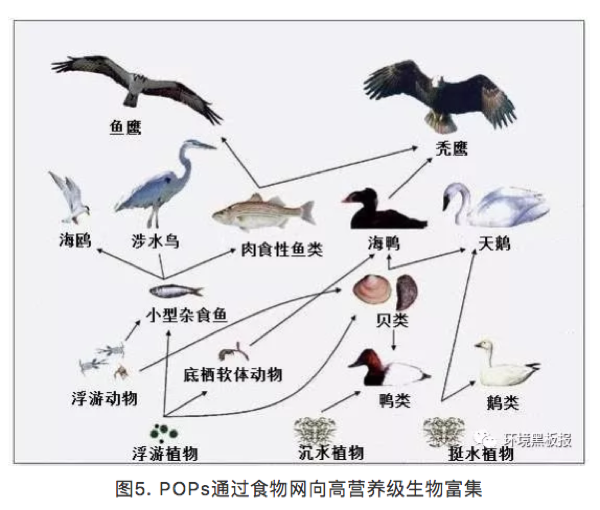 鱼鹰
秃鹰
海鸥
涉水鸟
肉食性鱼类
海鸭
天鹅
小型杂食鱼
贝类
浮游动物
底栖软体动物
鸭类
鹅类
浮游植物
沉水植物
挺水植物
环境黑板报
图5. POPs通过食物网向高营养级生物富集